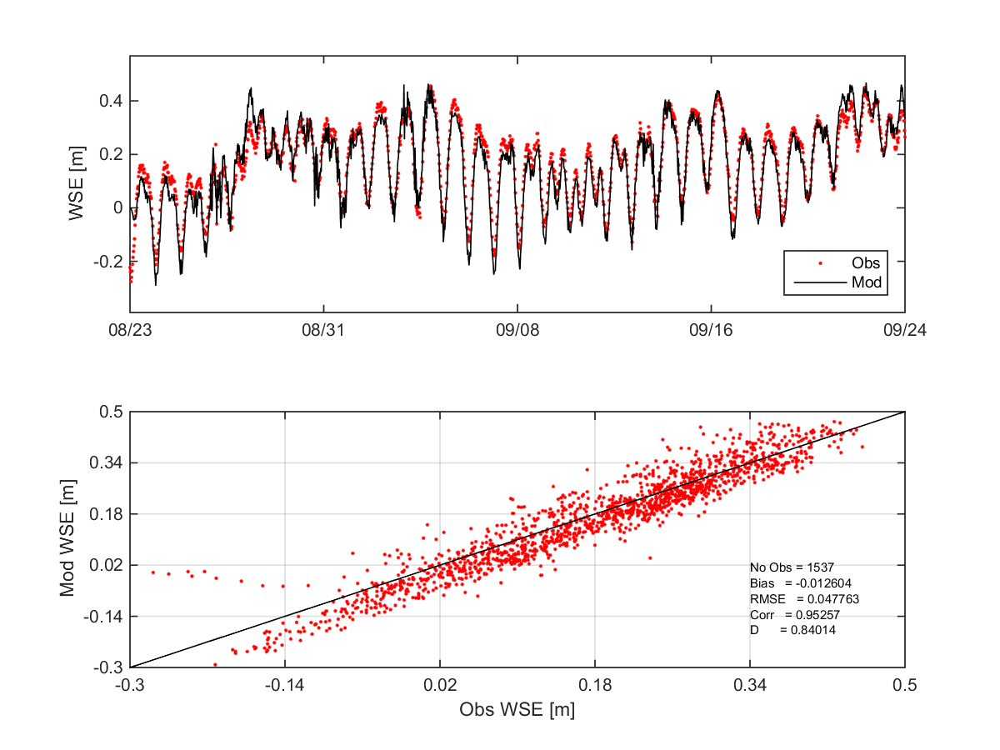 WSE [m]
0.4
0.2
0
-0.2
Obs
Mod
08/23 08/31 09/08 09/16 09/24
0.5
0.34
0.18
0.02
-0.14
-0.3
Mod WSE [m]
No Obs = 1537
Bias = -0.012604
RMSE = 0.047763
Corr = 0.95257
D = 0.84014
-0.3 -0.14 0.02 0.18 0.34 0.5
Obs WSE [m]